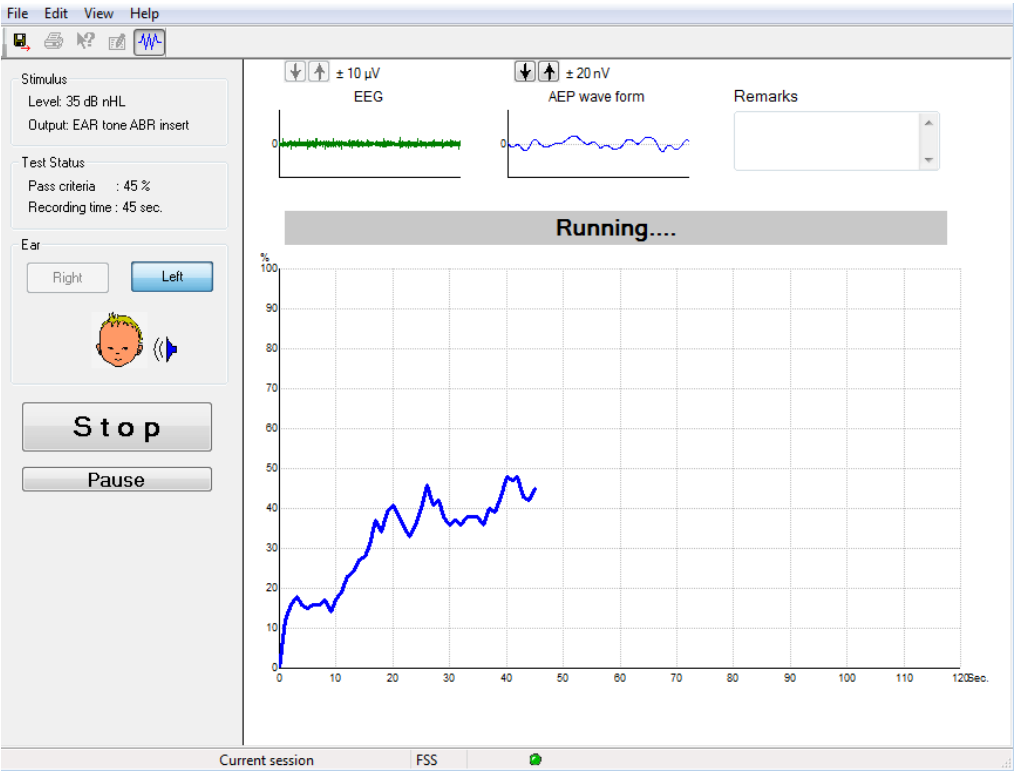 File Edit View Help
Stimulus
Level: 35 dB nHL
Output: EAR tone ABR insert
Test Status
Pass criteria : 45 %
Recording time : 45 sec.
Ear
Right Left
Stop
Pause
± 10 µV
EEG
0
± 20 nV
AEP wave form
0
Remarks
Running....
%
100
90
80
70
60
50
40
30
20
10
0
0 10 20 30 40 50 60 70 80 90 100 110 120Sec.
Current session FSS